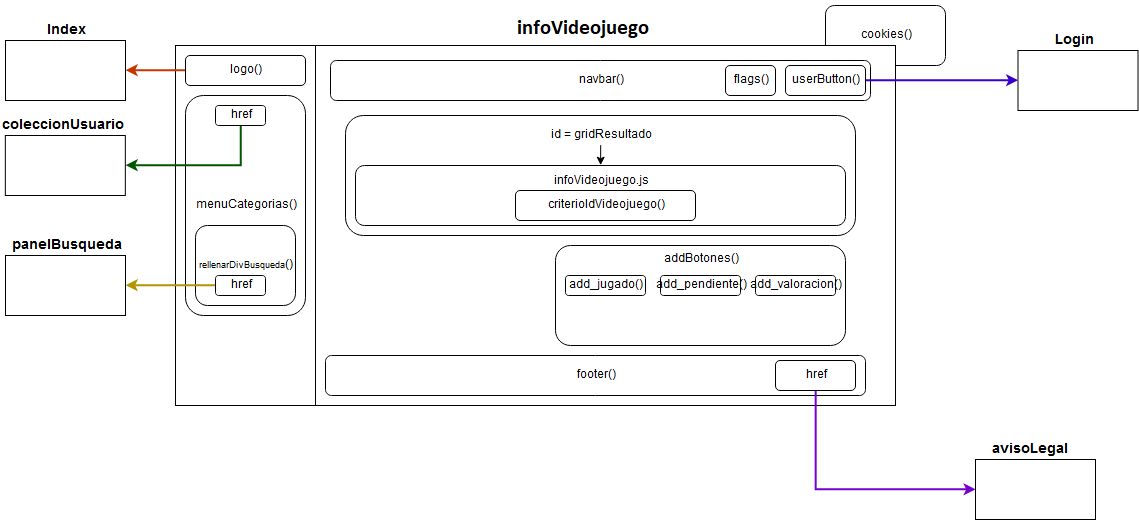 infoVideojuego
Index
cookies()
Login
logo()
navbar()
flags()
userButton()
href
coleccionUsuario
id = gridResultado
infoVideojuego.js
criterioIdVideojuego()
menuCategorias()
panelBusqueda
rellenarDivBusqueda()
href
addBotones()
add_jugado()
add_pendiente()
add_valoracion()
footer()
href
avisoLegal